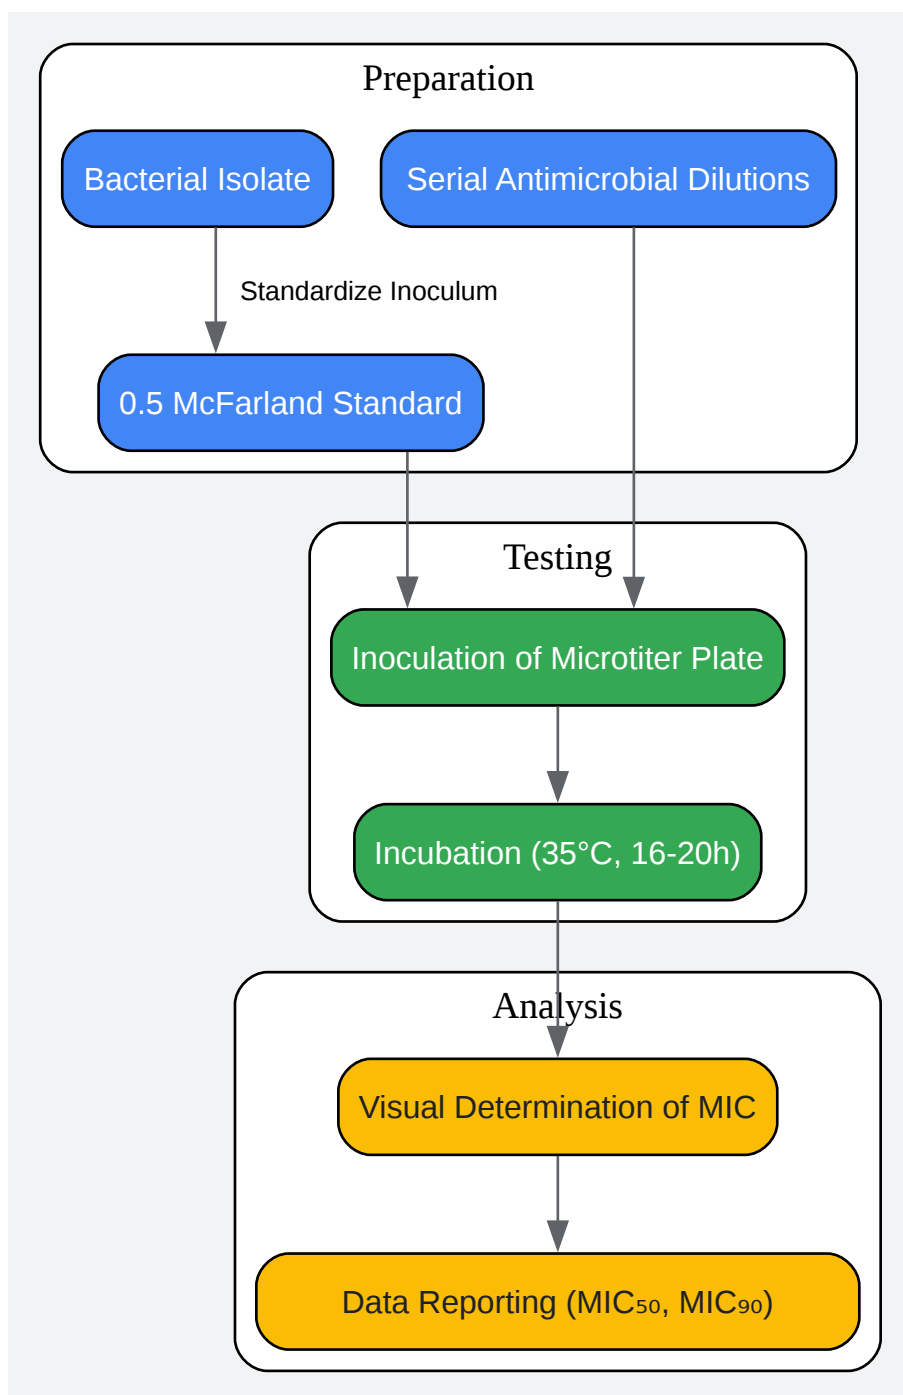 Preparation
Bacterial Isolate
Serial Antimicrobial Dilutions
Standardize Inoculum
0.5 McFarland Standard
Testing
Inoculation of Microtiter Plate
Incubation (35°C, 16-20h)
Analysis
Visual Determination of MIC
Data Reporting (MIC₅₀, MIC₉₀)